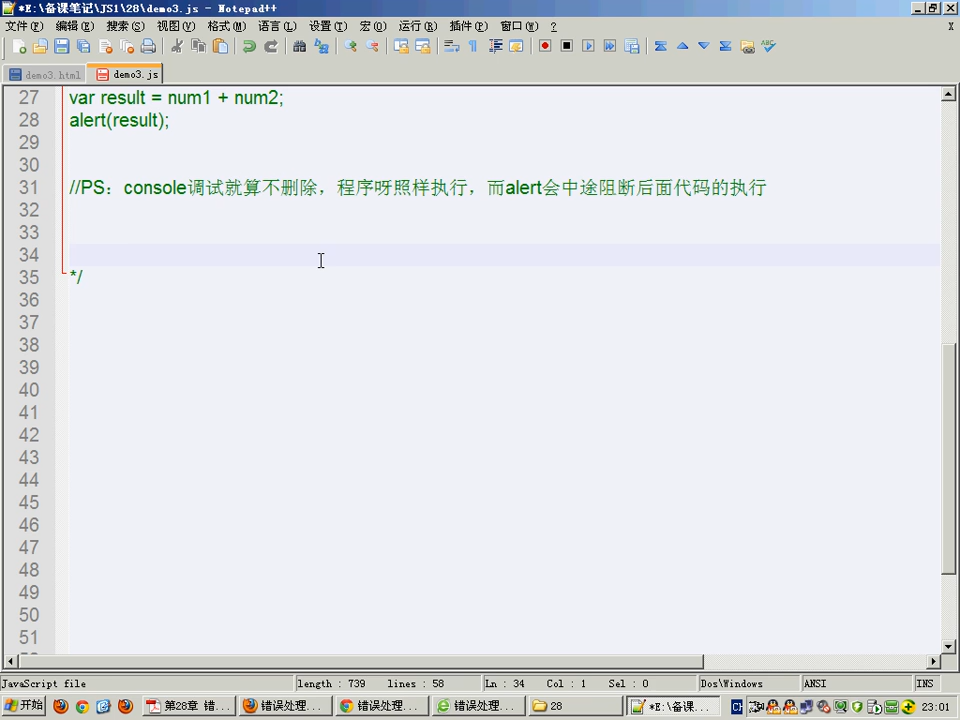 *E:\备课笔记\JS1\28\demo3.js - Notepad++
文件(F) 编辑(E) 搜索(S) 视图(V) 格式(M) 语言(L) 设置(T) 宏(O) 运行(R) 插件(P) 窗口(W) ? X
demo3.html demo3.js
27 var result = num1 + num2;
28 alert(result);
29
30
31 //PS：console调试就算不删除，程序呀照样执行，而alert会中途阻断后面代码的执行
32
33
34
35 */
36
37
38
39
40
41
42
43
44
45
46
47
48
49
50
51
JavaScript file length : 739 lines : 58 Ln : 34 Col : 1 Sel : 0 Dos\Windows ANSI INS
开始 第28章 错... 错误处理... 错误处理... 错误处理... 28 *E:\备课... CH 23:01